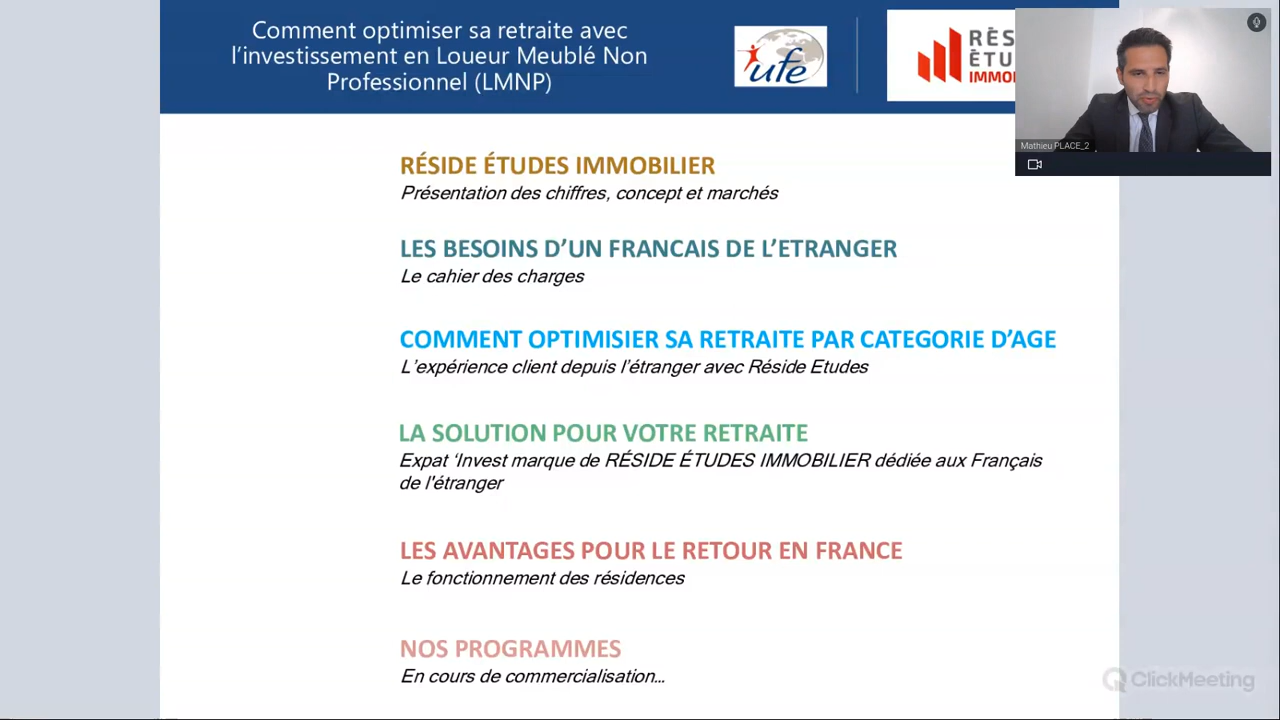 Comment optimiser sa retraite avec
l'investissement en Loueur Meublé Non
Professionnel (LMNP)
ufe
RÉS
ÉTU
IMMO
Mathieu PLACE_2
RÉSIDE ÉTUDES IMMOBILIER
Présentation des chiffres, concept et marchés
LES BESOINS D'UN FRANCAIS DE L'ETRANGER
Le cahier des charges
COMMENT OPTIMISIER SA RETRAITE PAR CATEGORIE D'AGE
L'expérience client depuis l'étranger avec Réside Etudes
LA SOLUTION POUR VOTRE RETRAITE
Expat 'Invest marque de RÉSIDE ÉTUDES IMMOBILIER dédiée aux Français
de l'étranger
LES AVANTAGES POUR LE RETOUR EN FRANCE
Le fonctionnement des résidences
NOS PROGRAMMES
En cours de commercialisation...
ClickMeeting